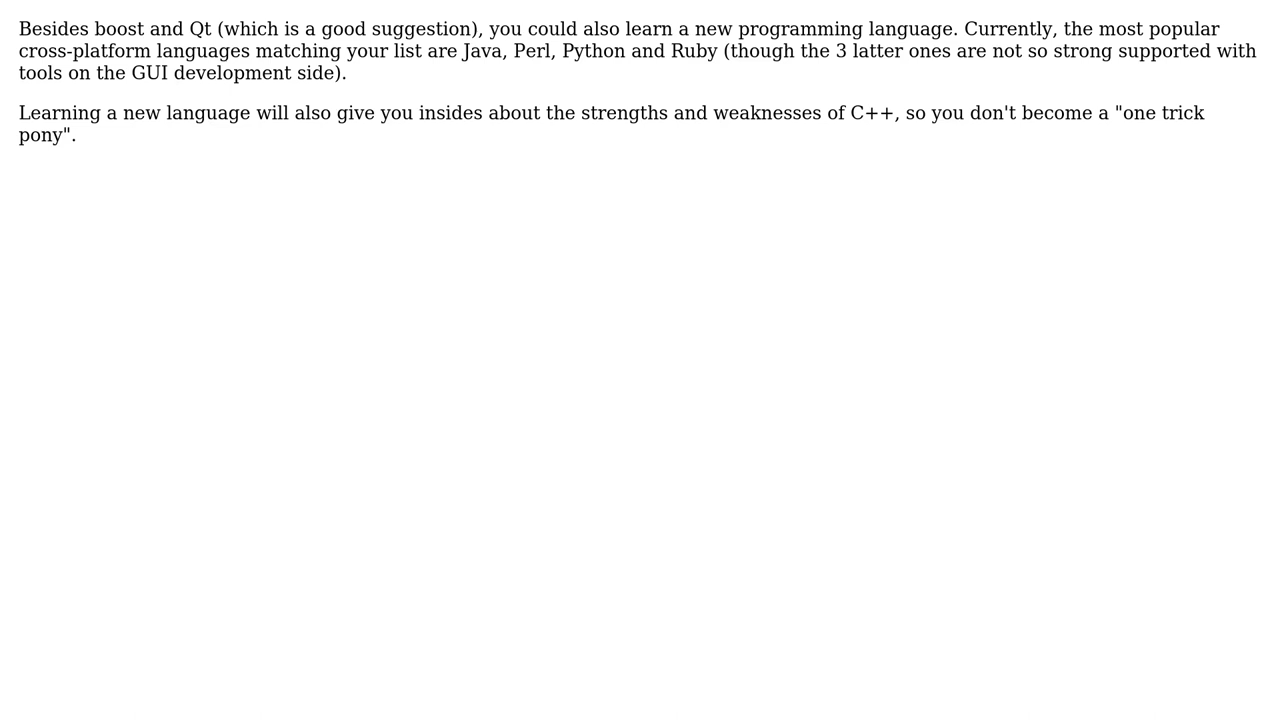 Besides boost and Qt (which is a good suggestion), you could also learn a new programming language. Currently, the most popular
cross-platform languages matching your list are Java, Perl, Python and Ruby (though the 3 latter ones are not so strong supported with
tools on the GUI development side).
Learning a new language will also give you insides about the strengths and weaknesses of C++, so you don't become a "one trick
pony".